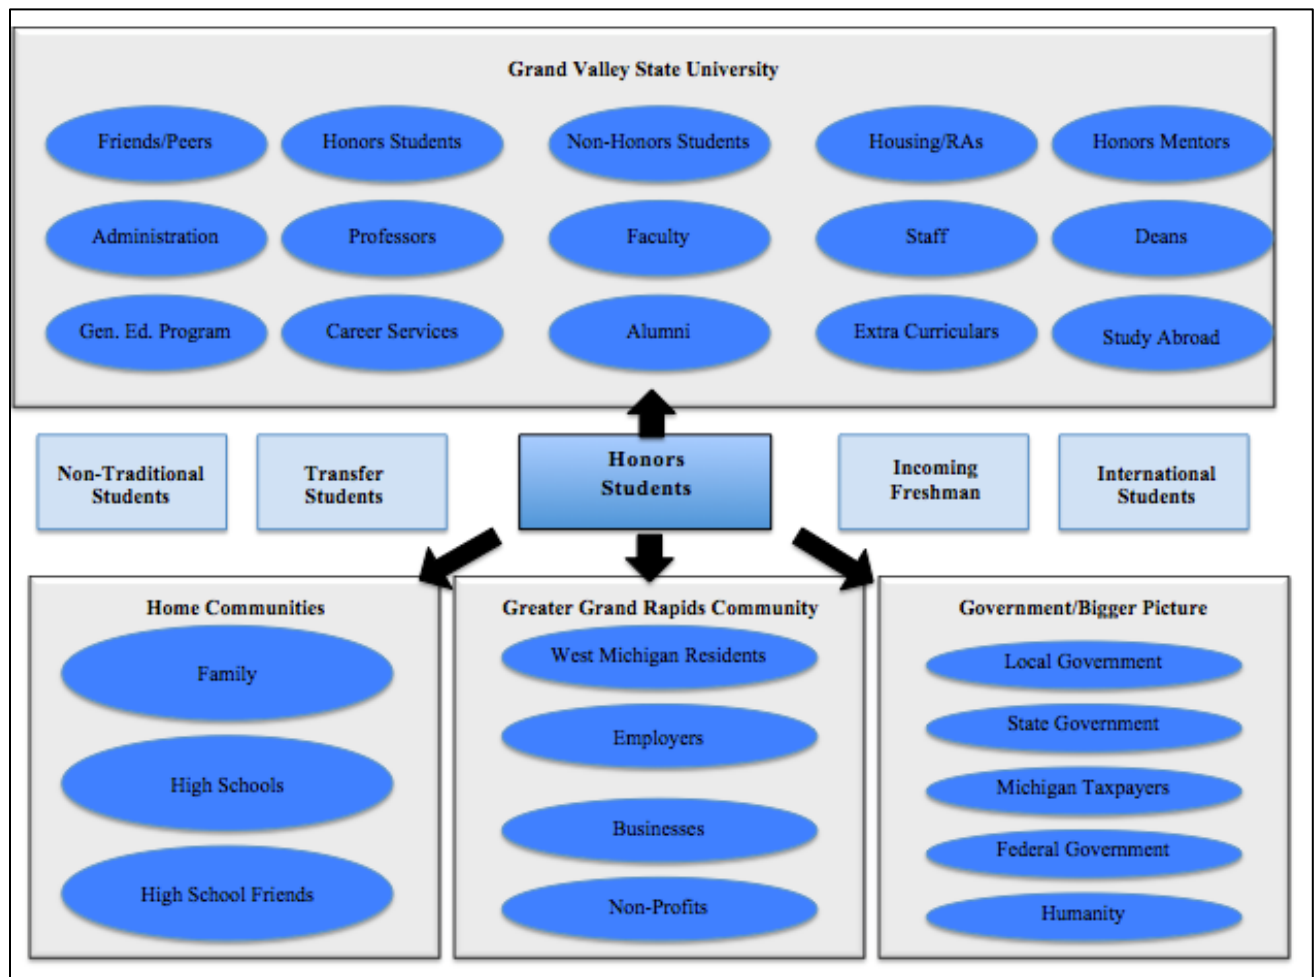 Grand Valley State University
Friends/Peers
Honors Students
Non-Honors Students
Housing/RAs
Honors Mentors
Administration
Professors
Faculty
Staff
Deans
Gen. Ed. Program
Career Services
Alumni
Extra Curriculars
Study Abroad
Non-Traditional
Students
Transfer
Students
Honors
Students
Incoming
Freshman
International
Students
Home Communities
Family
High Schools
High School Friends
Greater Grand Rapids Community
West Michigan Residents
Employers
Businesses
Non-Profits
Government/Bigger Picture
Local Government
State Government
Michigan Taxpayers
Federal Government
Humanity